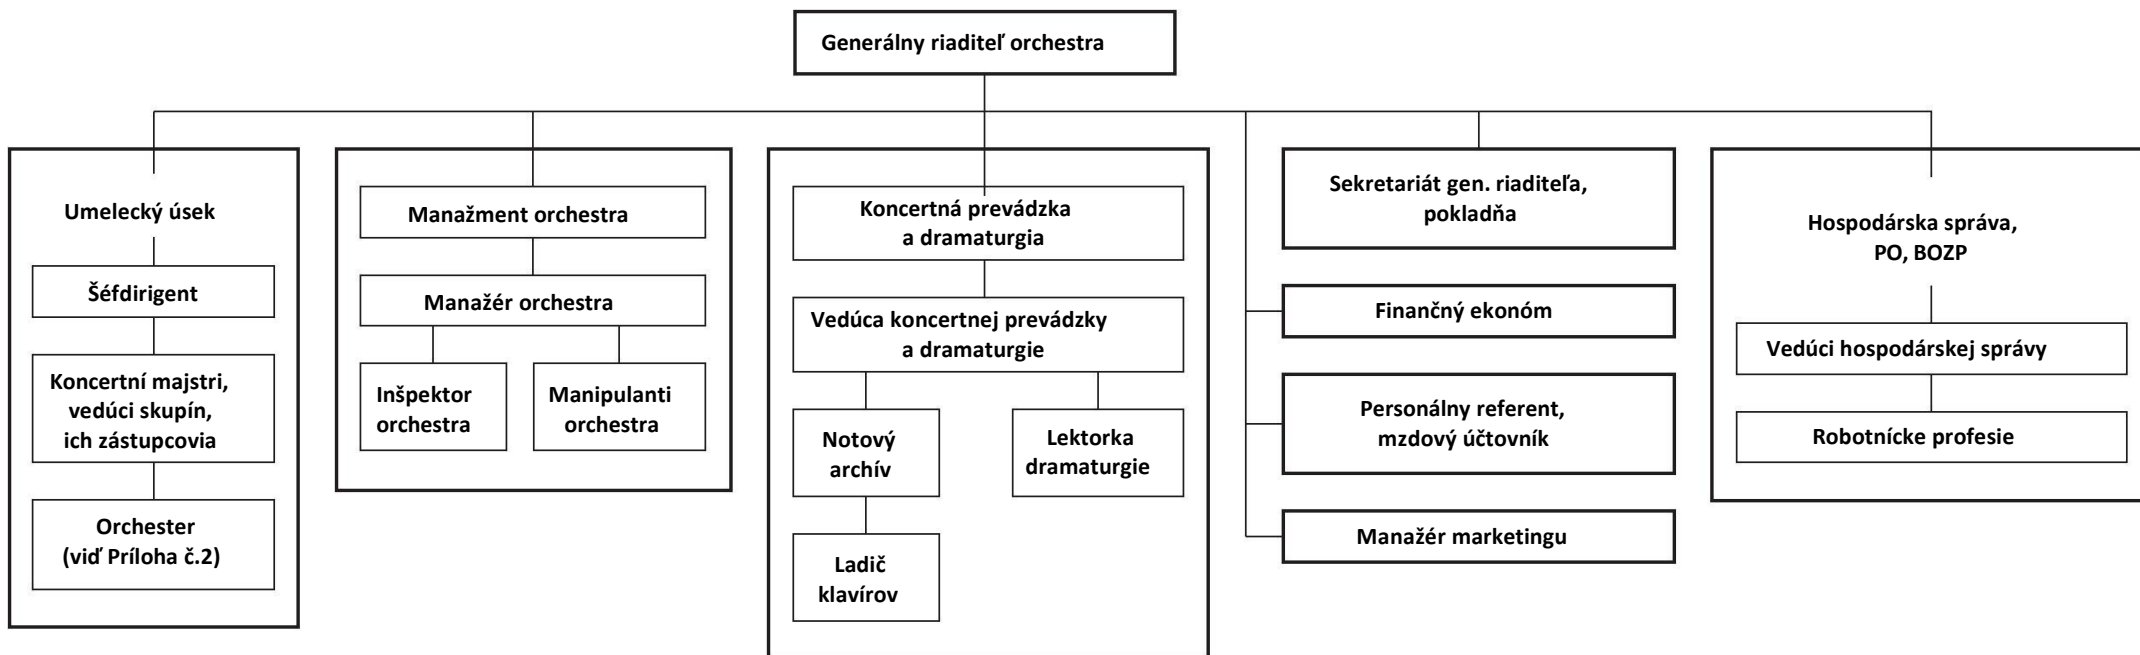 Generálny riaditeľ orchestra
Umelecký úsek
Šéfdirigent
Koncertní majstri,
vedúci skupín,
ich zástupcovia
Orchester
(viď Príloha č.2)
Manažment orchestra
Manažér orchestra
Inšpektor
orchestra
Manipulanti
orchestra
Koncertná prevádzka
a dramaturgia
Vedúca koncertnej prevádzky
a dramaturgie
Notový
archív
Lektorka
dramaturgie
Ladič
klavírov
Sekretariát gen. riaditeľa,
pokladňa
Finančný ekonóm
Personálny referent,
mzdový účtovník
Manažér marketingu
Hospodárska správa,
PO, BOZP
Vedúci hospodárskej správy
Robotnícke profesie